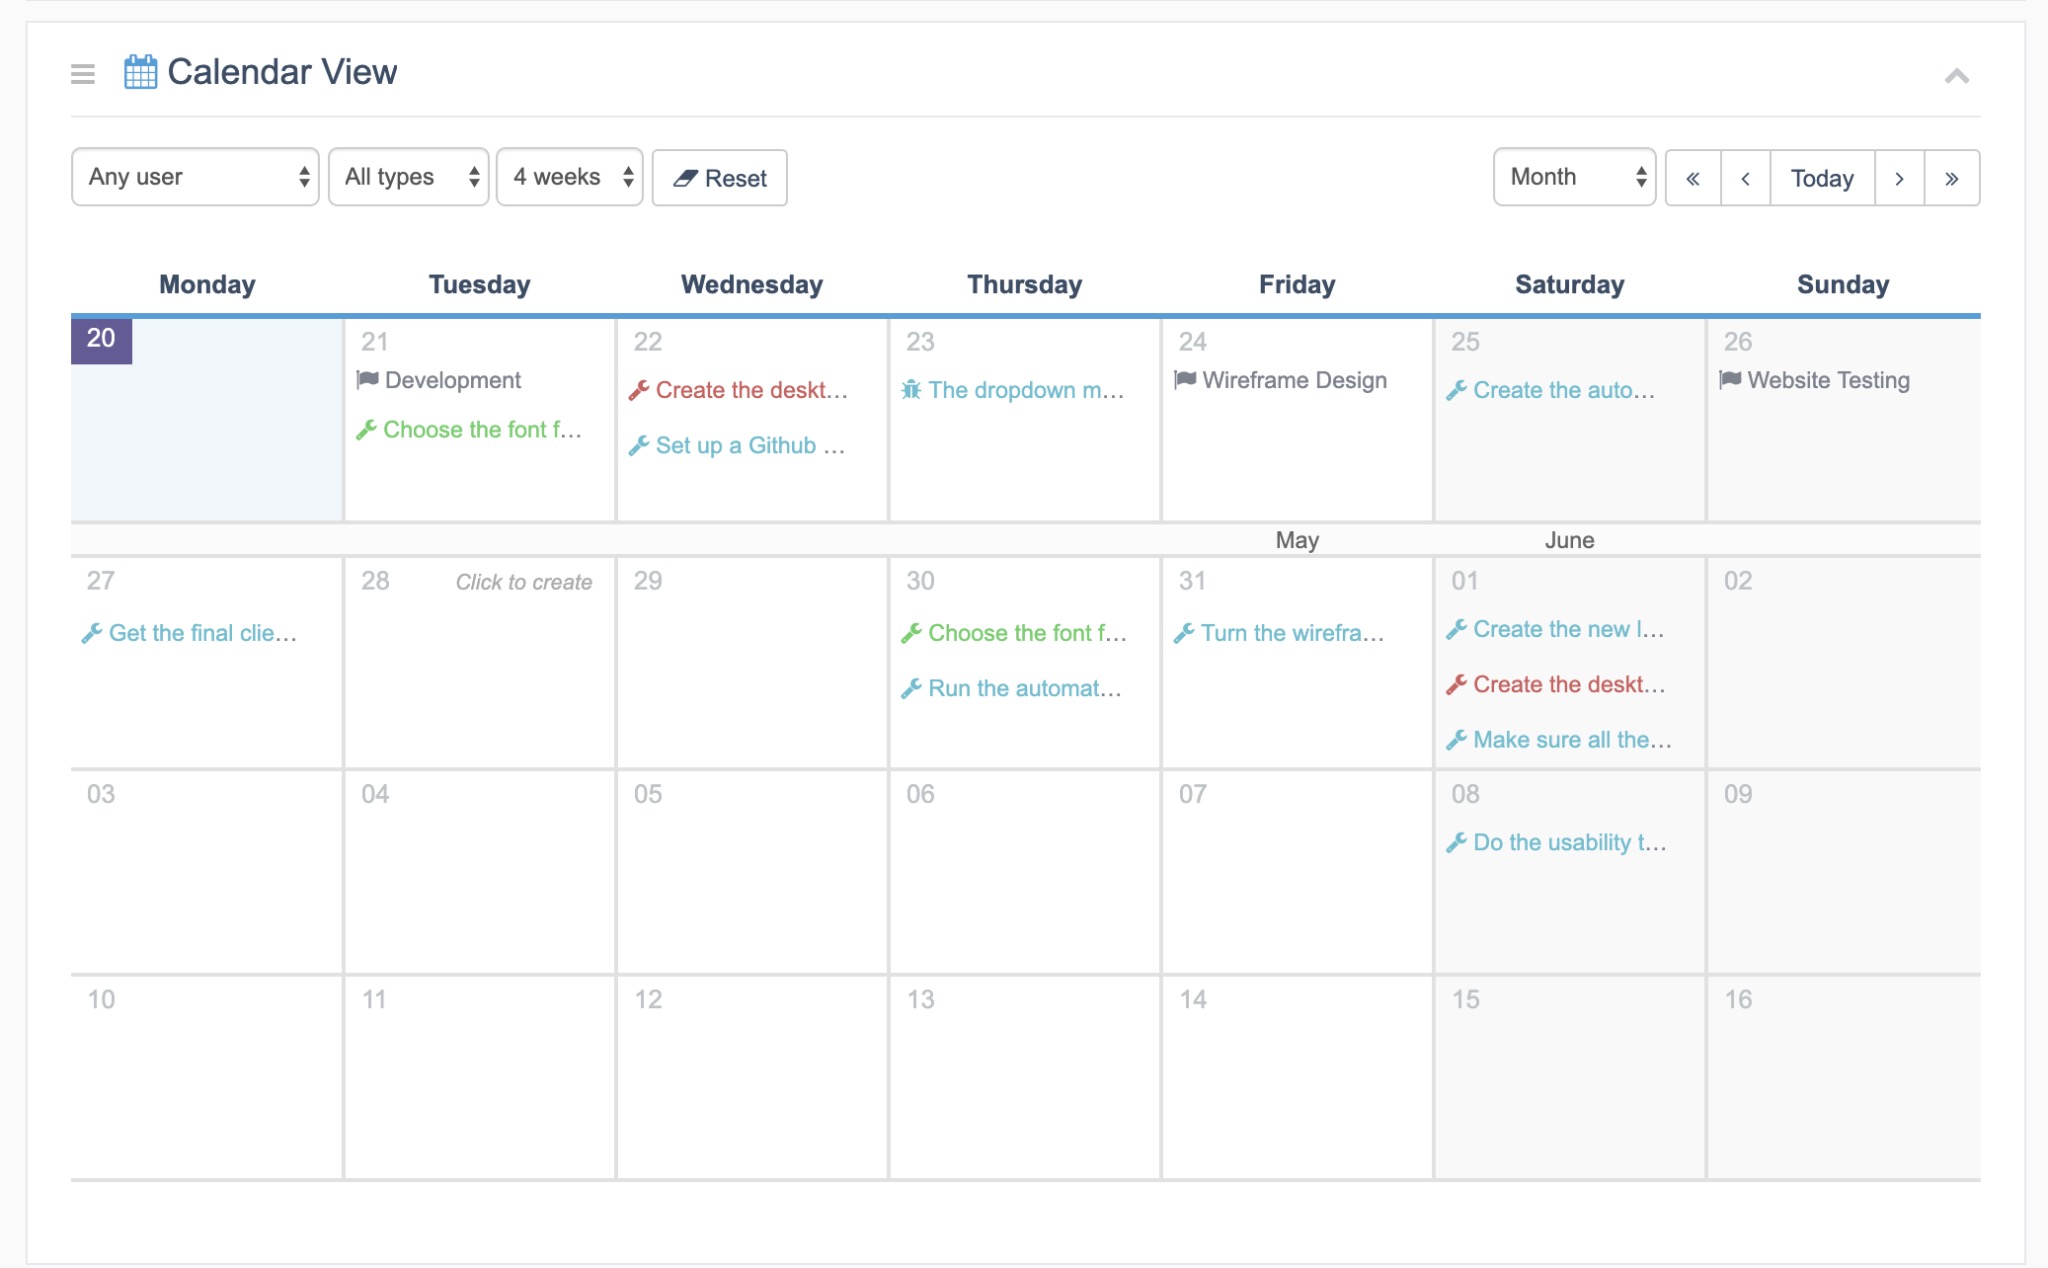 Calendar View
Any user All types 4 weeks Reset Month « ‹ Today › »
Monday Tuesday Wednesday Thursday Friday Saturday Sunday
20 21 22 23 24 25 26
Development
Choose the font f...
Create the deskt...
Set up a Github ...
The dropdown m...
Wireframe Design
Create the auto...
Website Testing
May June
27 28 Click to create 29 30 31 01 02
Get the final clie...
Choose the font f...
Run the automat...
Turn the wirefra...
Create the new l...
Create the deskt...
Make sure all the...
03 04 05 06 07 08 09
Do the usability t...
10 11 12 13 14 15 16